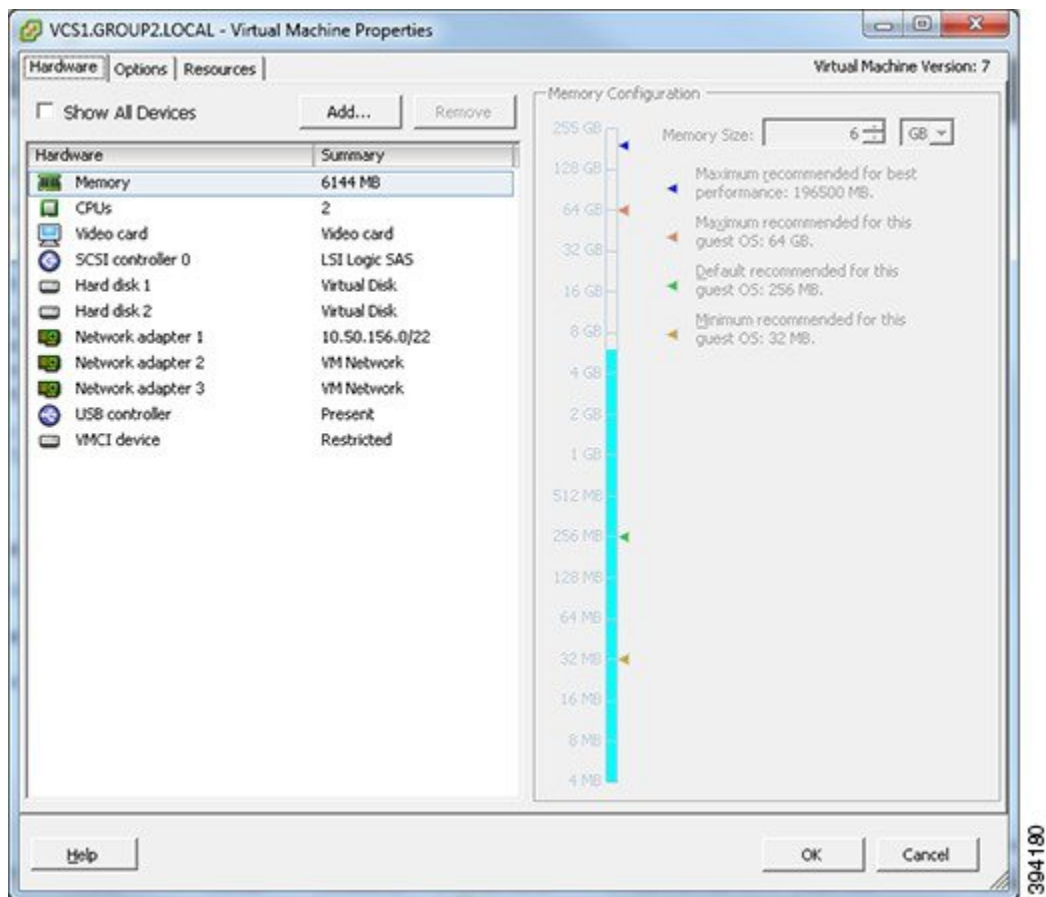 VCS1.GROUP2.LOCAL - Virtual Machine Properties
Hardware Options Resources Virtual Machine Version: 7
Show All Devices Add... Remove
Hardware Summary
Memory 6144 MB
CPUs 2
Video card Video card
SCSI controller 0 LSI Logic SAS
Hard disk 1 Virtual Disk
Hard disk 2 Virtual Disk
Network adapter 1 10.50.156.0/22
Network adapter 2 VM Network
Network adapter 3 VM Network
USB controller Present
VMCI device Restricted
Memory Configuration
255 GB
128 GB
64 GB
32 GB
16 GB
8 GB
4 GB
2 GB
1 GB
512 MB
256 MB
128 MB
64 MB
32 MB
16 MB
8 MB
4 MB
Memory Size: 6 GB
Maximum recommended for best
performance: 196500 MB.
Maximum recommended for this
guest OS: 64 GB.
Default recommended for this
guest OS: 256 MB.
Minimum recommended for this
guest OS: 32 MB.
Help OK Cancel
394180